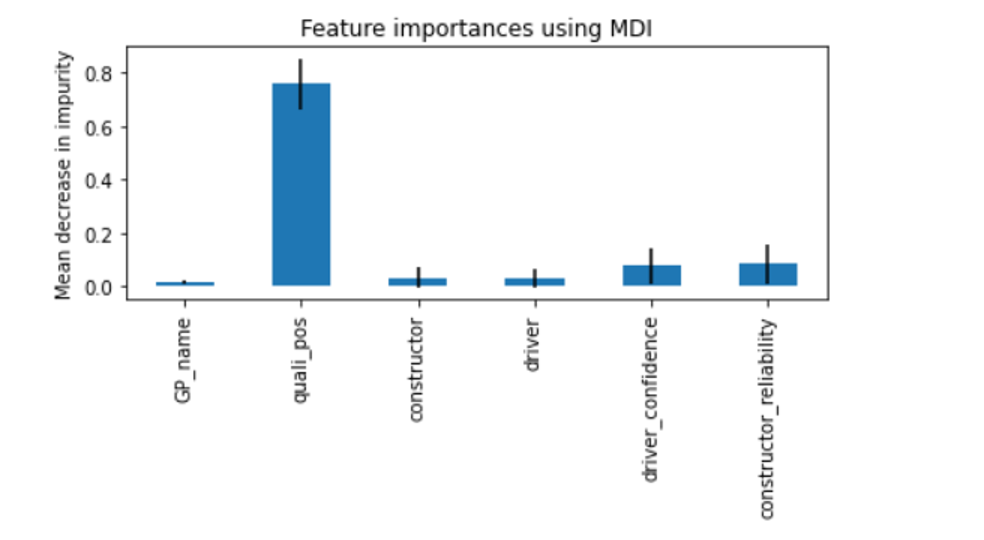 Feature importances using MDI
Mean decrease in impurity
0.8
0.6
0.4
0.2
0.0
GP_name
quali_pos
constructor
driver
driver_confidence
constructor_reliability